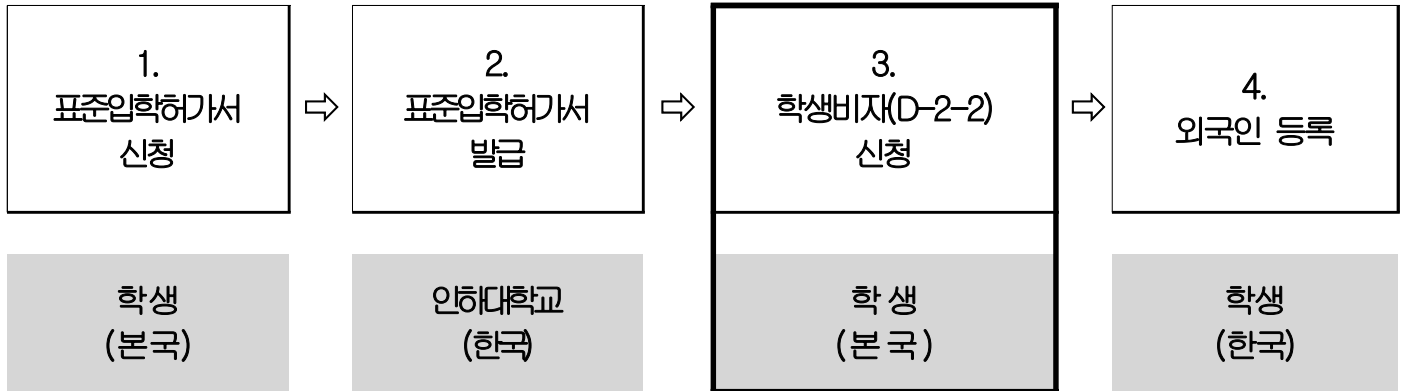 1.
표준입학허가서
신청
⇨
2.
표준입학허가서
발급
⇨
3.
학생비자(D-2-2)
신청
⇨
4.
외국인 등록
학생
(본국)
인하대학교
(한국)
학 생
(본 국)
학생
(한국)